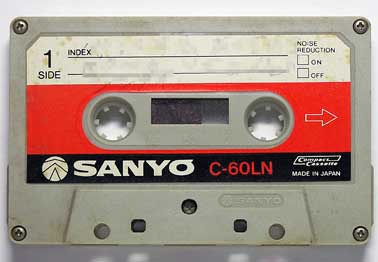 1 INDEX
SIDE
NOISE
REDUCTION
ON
OFF
SANYO C-60LN
Compact
Cassette
MADE IN JAPAN
SANYO